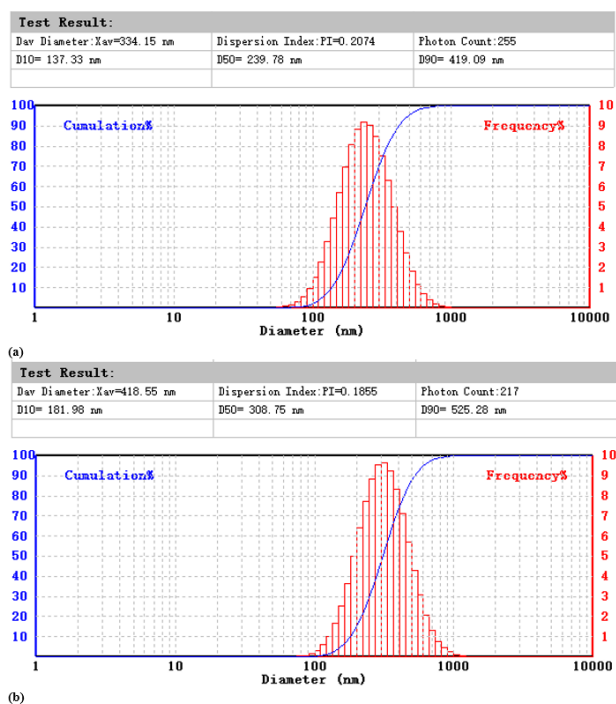 Test Result:
Dav Diameter:Xav=334.15 nm Dispersion Index:PI=0.2074 Photon Count:255
D10= 137.33 nm D50= 239.78 nm D90= 419.09 nm
100 10
90 Cumulation% Frequency% 9
80 8
70 7
60 6
50 5
40 4
30 3
20 2
10 1
1 10 100 1000 10000
Diameter (nm)
(a)
Test Result:
Dav Diameter:Xav=418.55 nm Dispersion Index:PI=0.1855 Photon Count:217
D10= 181.98 nm D50= 308.75 nm D90= 525.28 nm
100 10
90 Cumulation% Frequency% 9
80 8
70 7
60 6
50 5
40 4
30 3
20 2
10 1
1 10 100 1000 10000
Diameter (nm)
(b)